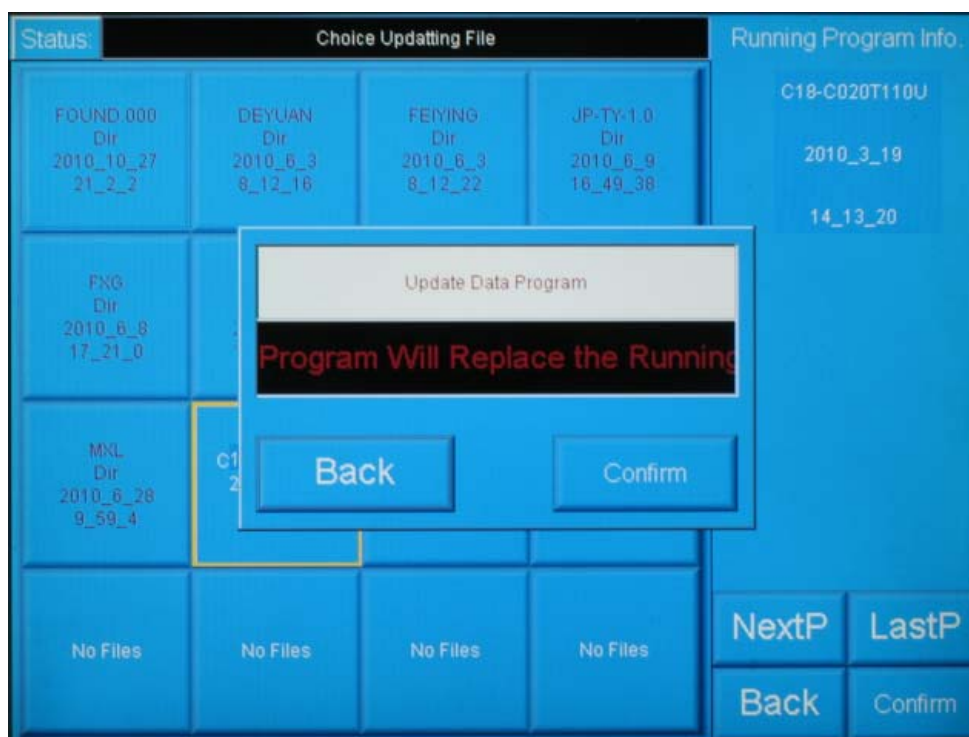 Status:
Choice Updatting File
Running Program Info.
FOUND.000
Dir
2010_10_27
21_2_2
DEYUAN
Dir
2010_6_3
8_12_16
FEIYING
Dir
2010_6_3
8_12_22
JP-TY-1.0
Dir
2010_6_9
16_49_38
C18-C020T110U
2010_3_19
14_13_20
FXG
Dir
2010_6_8
17_21_0
Update Data Program
Program Will Replace the Running
MXL
Dir
2010_6_28
9_59_4
C1
2
Back
Confirm
No Files
No Files
No Files
No Files
NextP
LastP
Back
Confirm